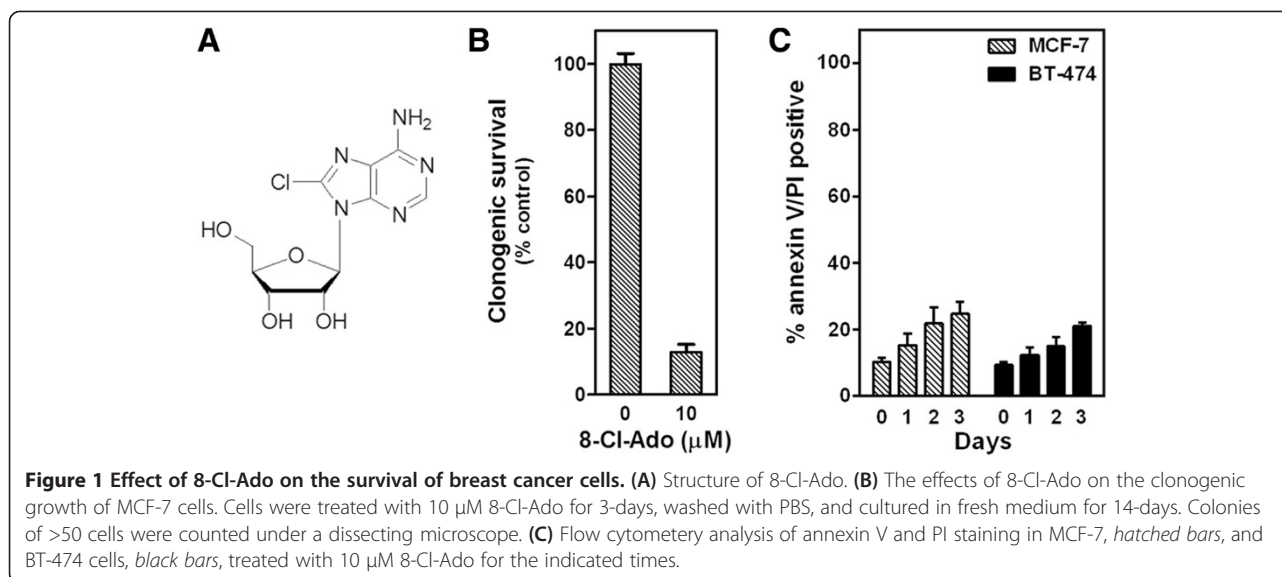 A
NH₂
N
N
Cl
N
N
HO
O
OH
OH
B
Clonogenic survival
(% control)
100
80
60
40
20
0
0 10
8-Cl-Ado (µM)
C
MCF-7
BT-474
% annexin V/PI positive
100
80
60
40
20
0
0 1 2 3 0 1 2 3
Days
Figure 1 Effect of 8-Cl-Ado on the survival of breast cancer cells. (A) Structure of 8-Cl-Ado. (B) The effects of 8-Cl-Ado on the clonogenic
growth of MCF-7 cells. Cells were treated with 10 µM 8-Cl-Ado for 3-days, washed with PBS, and cultured in fresh medium for 14-days. Colonies
of >50 cells were counted under a dissecting microscope. (C) Flow cytometery analysis of annexin V and PI staining in MCF-7, hatched bars, and
BT-474 cells, black bars, treated with 10 µM 8-Cl-Ado for the indicated times.